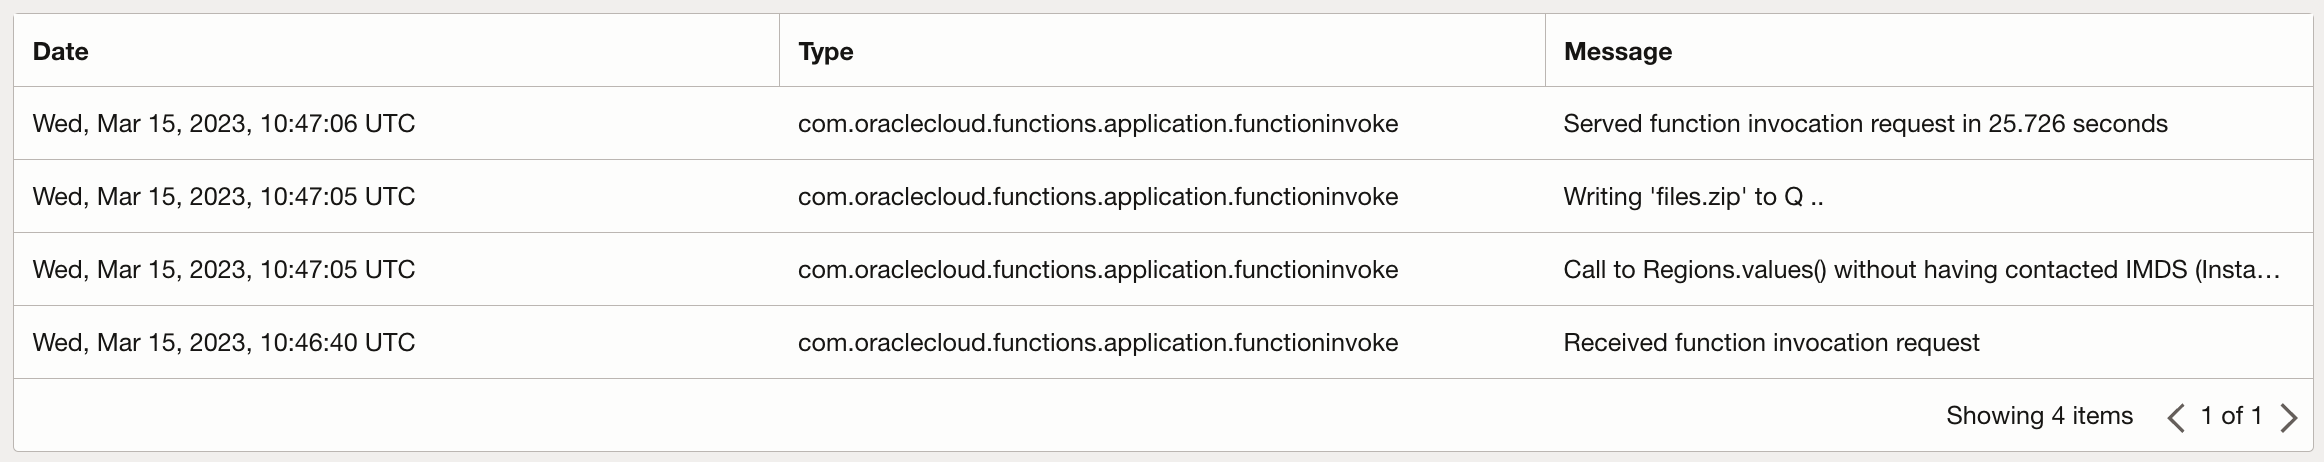 Date Type Message
Wed, Mar 15, 2023, 10:47:06 UTC com.oraclecloud.functions.application.functioninvoke Served function invocation request in 25.726 seconds
Wed, Mar 15, 2023, 10:47:05 UTC com.oraclecloud.functions.application.functioninvoke Writing 'files.zip' to Q ..
Wed, Mar 15, 2023, 10:47:05 UTC com.oraclecloud.functions.application.functioninvoke Call to Regions.values() without having contacted IMDS (Insta…
Wed, Mar 15, 2023, 10:46:40 UTC com.oraclecloud.functions.application.functioninvoke Received function invocation request
Showing 4 items 1 of 1